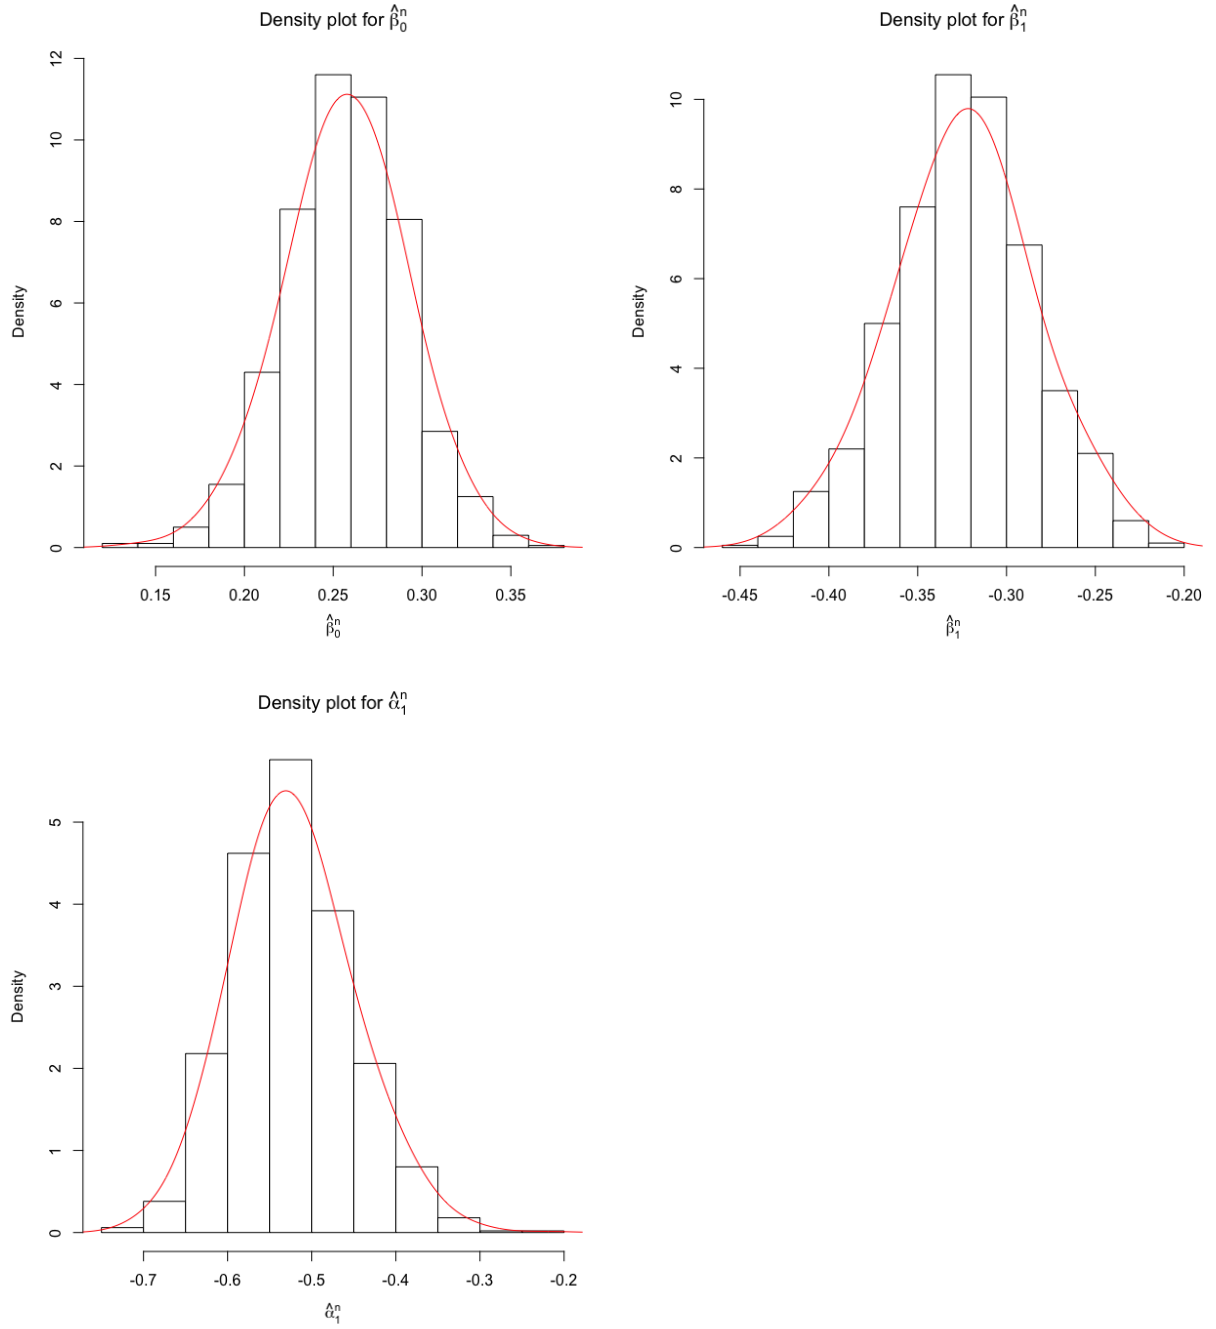 Density plot for β̂₀ⁿ
Density
0 2 4 6 8 10 12
0.15 0.20 0.25 0.30 0.35
β̂₀ⁿ
Density plot for β̂₁ⁿ
Density
0 2 4 6 8 10
-0.45 -0.40 -0.35 -0.30 -0.25 -0.20
β̂₁ⁿ
Density plot for α̂₁ⁿ
Density
0 1 2 3 4 5
-0.7 -0.6 -0.5 -0.4 -0.3 -0.2
α̂₁ⁿ